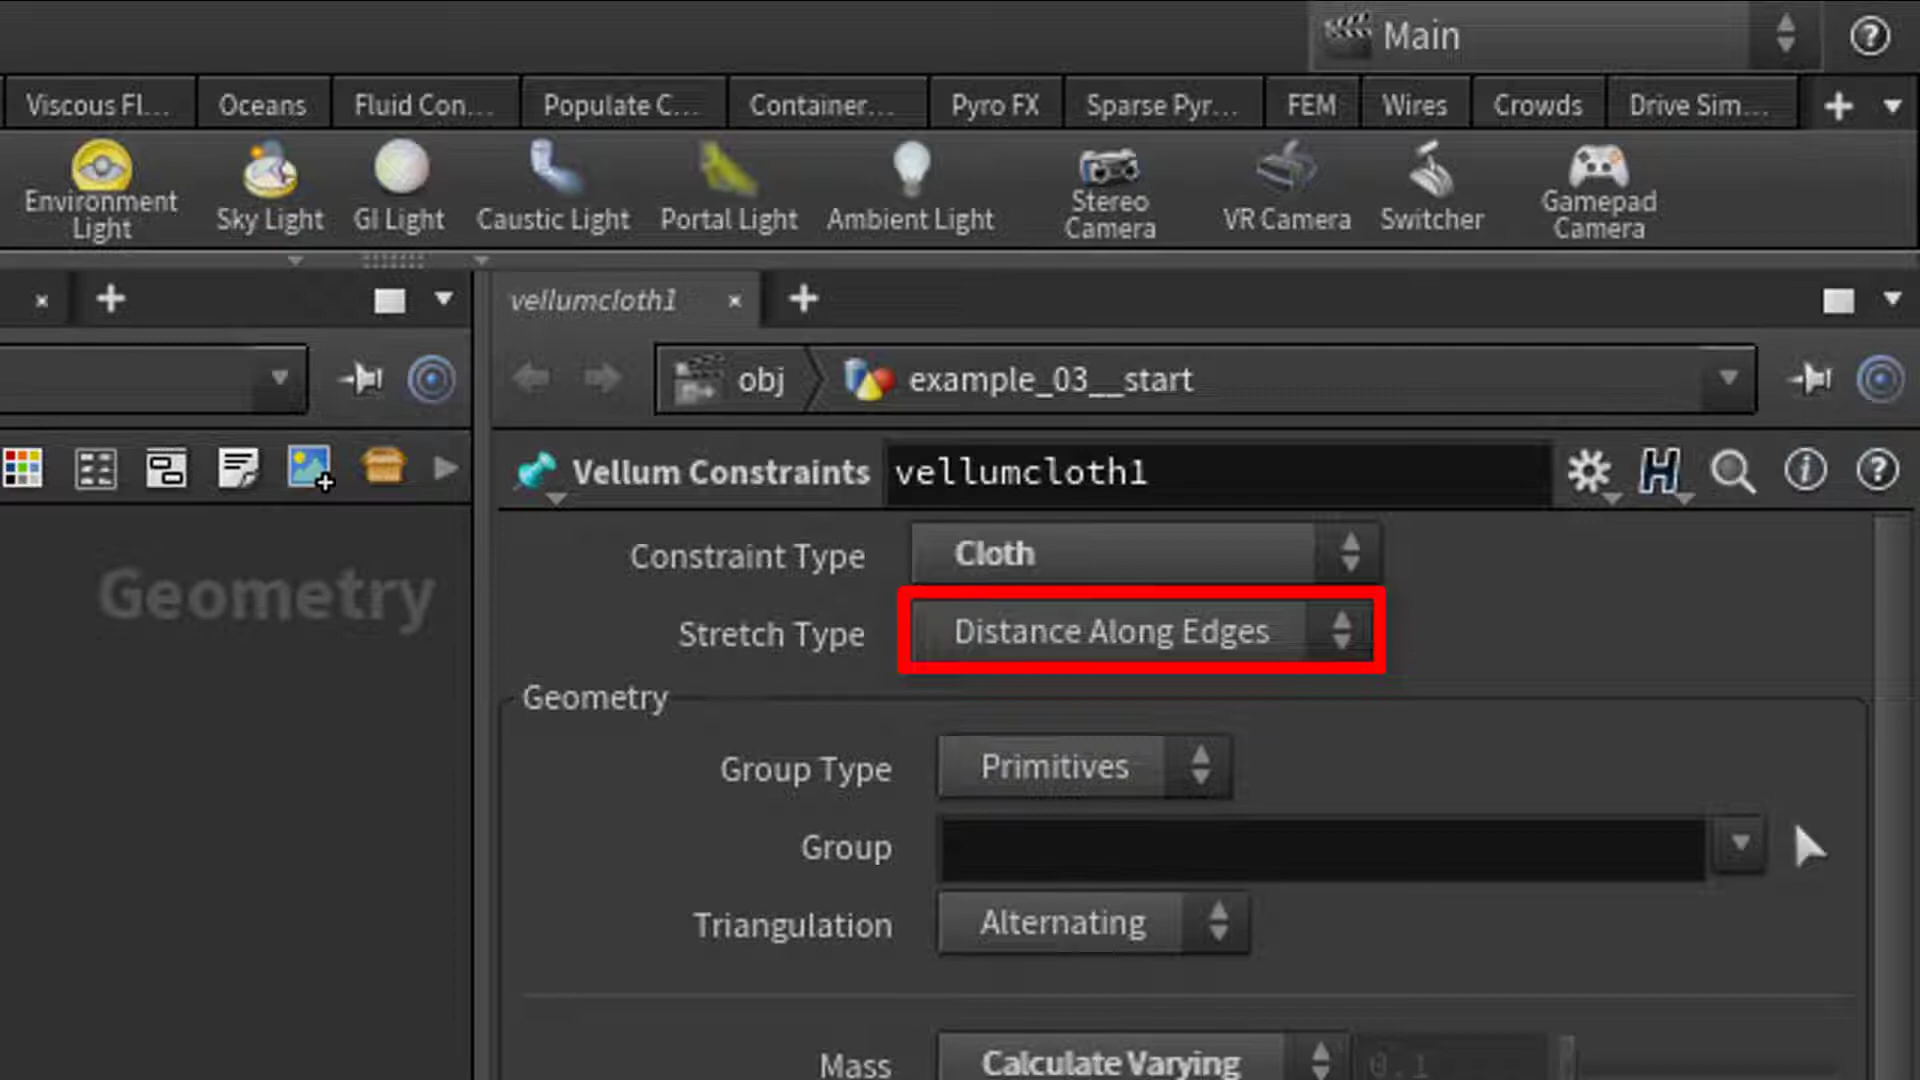 Main
Viscous Fl...
Oceans
Fluid Con...
Populate C...
Container...
Pyro FX
Sparse Pyr...
FEM
Wires
Crowds
Drive Sim...
Environment
Light
Sky Light
GI Light
Caustic Light
Portal Light
Ambient Light
Stereo
Camera
VR Camera
Switcher
Gamepad
Camera
vellumcloth1
obj
example_03__start
Vellum Constraints
vellumcloth1
Geometry
Constraint Type
Cloth
Stretch Type
Distance Along Edges
Geometry
Group Type
Primitives
Group
Triangulation
Alternating
Mass
Calculate Varying
0.1